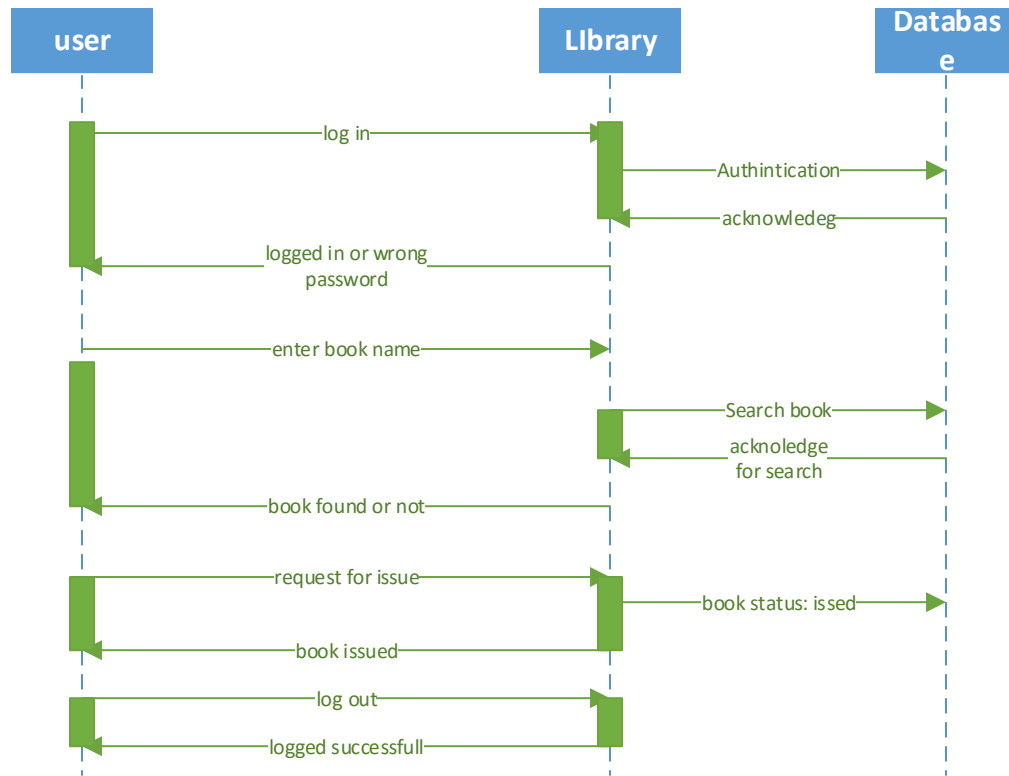 user
LIbrary
Databas
e
log in
Authintication
acknowledeg
logged in or wrong
password
enter book name
Search book
acknoledge
for search
book found or not
request for issue
book status: issed
book issued
log out
logged successfull